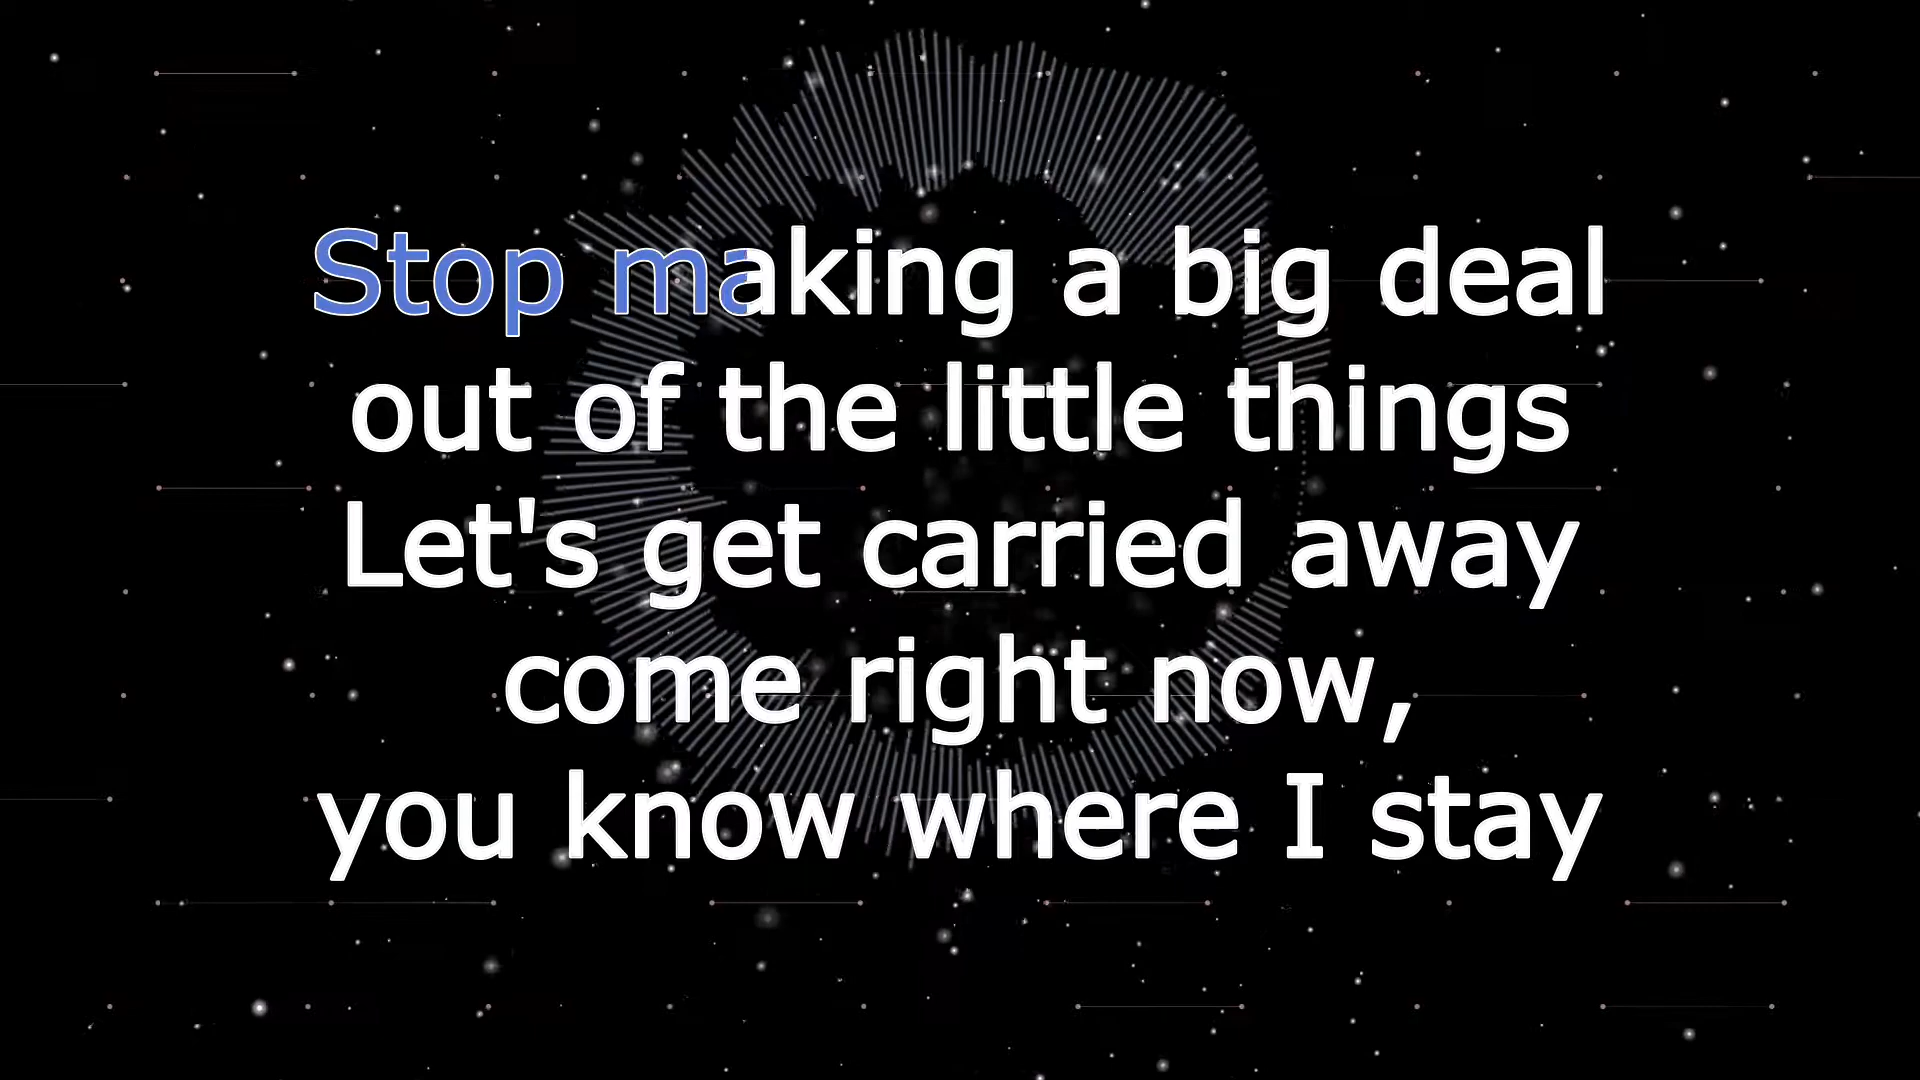 Stop making a big deal
out of the little things
Let's get carried away
come right now,
you know where I stay